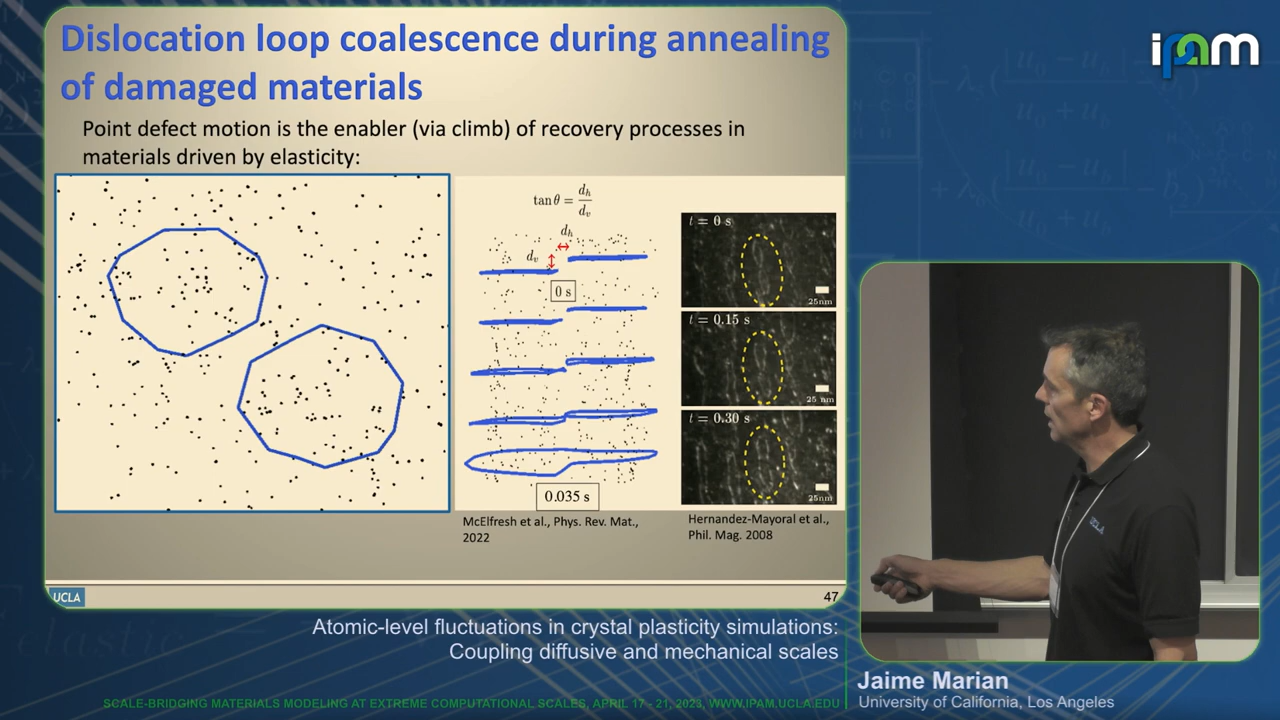 Dislocation loop coalescence during annealing
of damaged materials
Point defect motion is the enabler (via climb) of recovery processes in
materials driven by elasticity:
tan θ = d_h / d_v
d_h
d_v
0 s
0.035 s
McElfresh et al., Phys. Rev. Mat.,
2022
t = 0 s
25nm
t = 0.15 s
25 nm
t = 0.30 s
25nm
Hernandez-Mayoral et al.,
Phil. Mag. 2008
UCLA
47
ipam
UCLA
Atomic-level fluctuations in crystal plasticity simulations:
Coupling diffusive and mechanical scales
Jaime Marian
University of California, Los Angeles
SCALE-BRIDGING MATERIALS MODELING AT EXTREME COMPUTATIONAL SCALES, APRIL 17 - 21, 2023, WWW.IPAM.UCLA.EDU